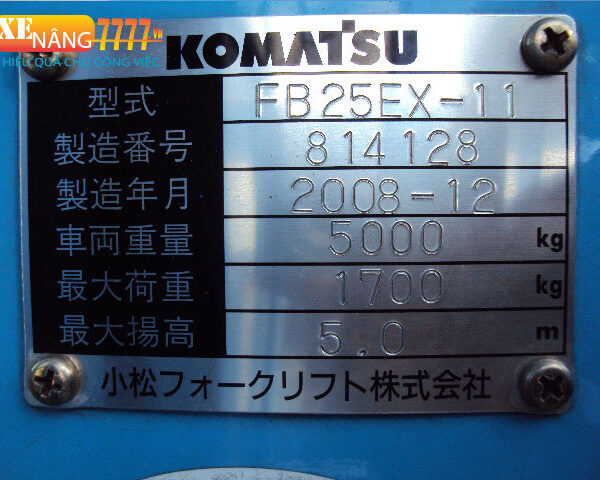 XE
NÂNG7777.VN
HIỆU QUẢ CHO CÔNG VIỆC
KOMATSU
型式 FB25EX-11
製造番号 814128
製造年月 2008-12
車両重量 5000 kg
最大荷重 1700 kg
最大揚高 5.0 m
小松フォークリフト株式会社